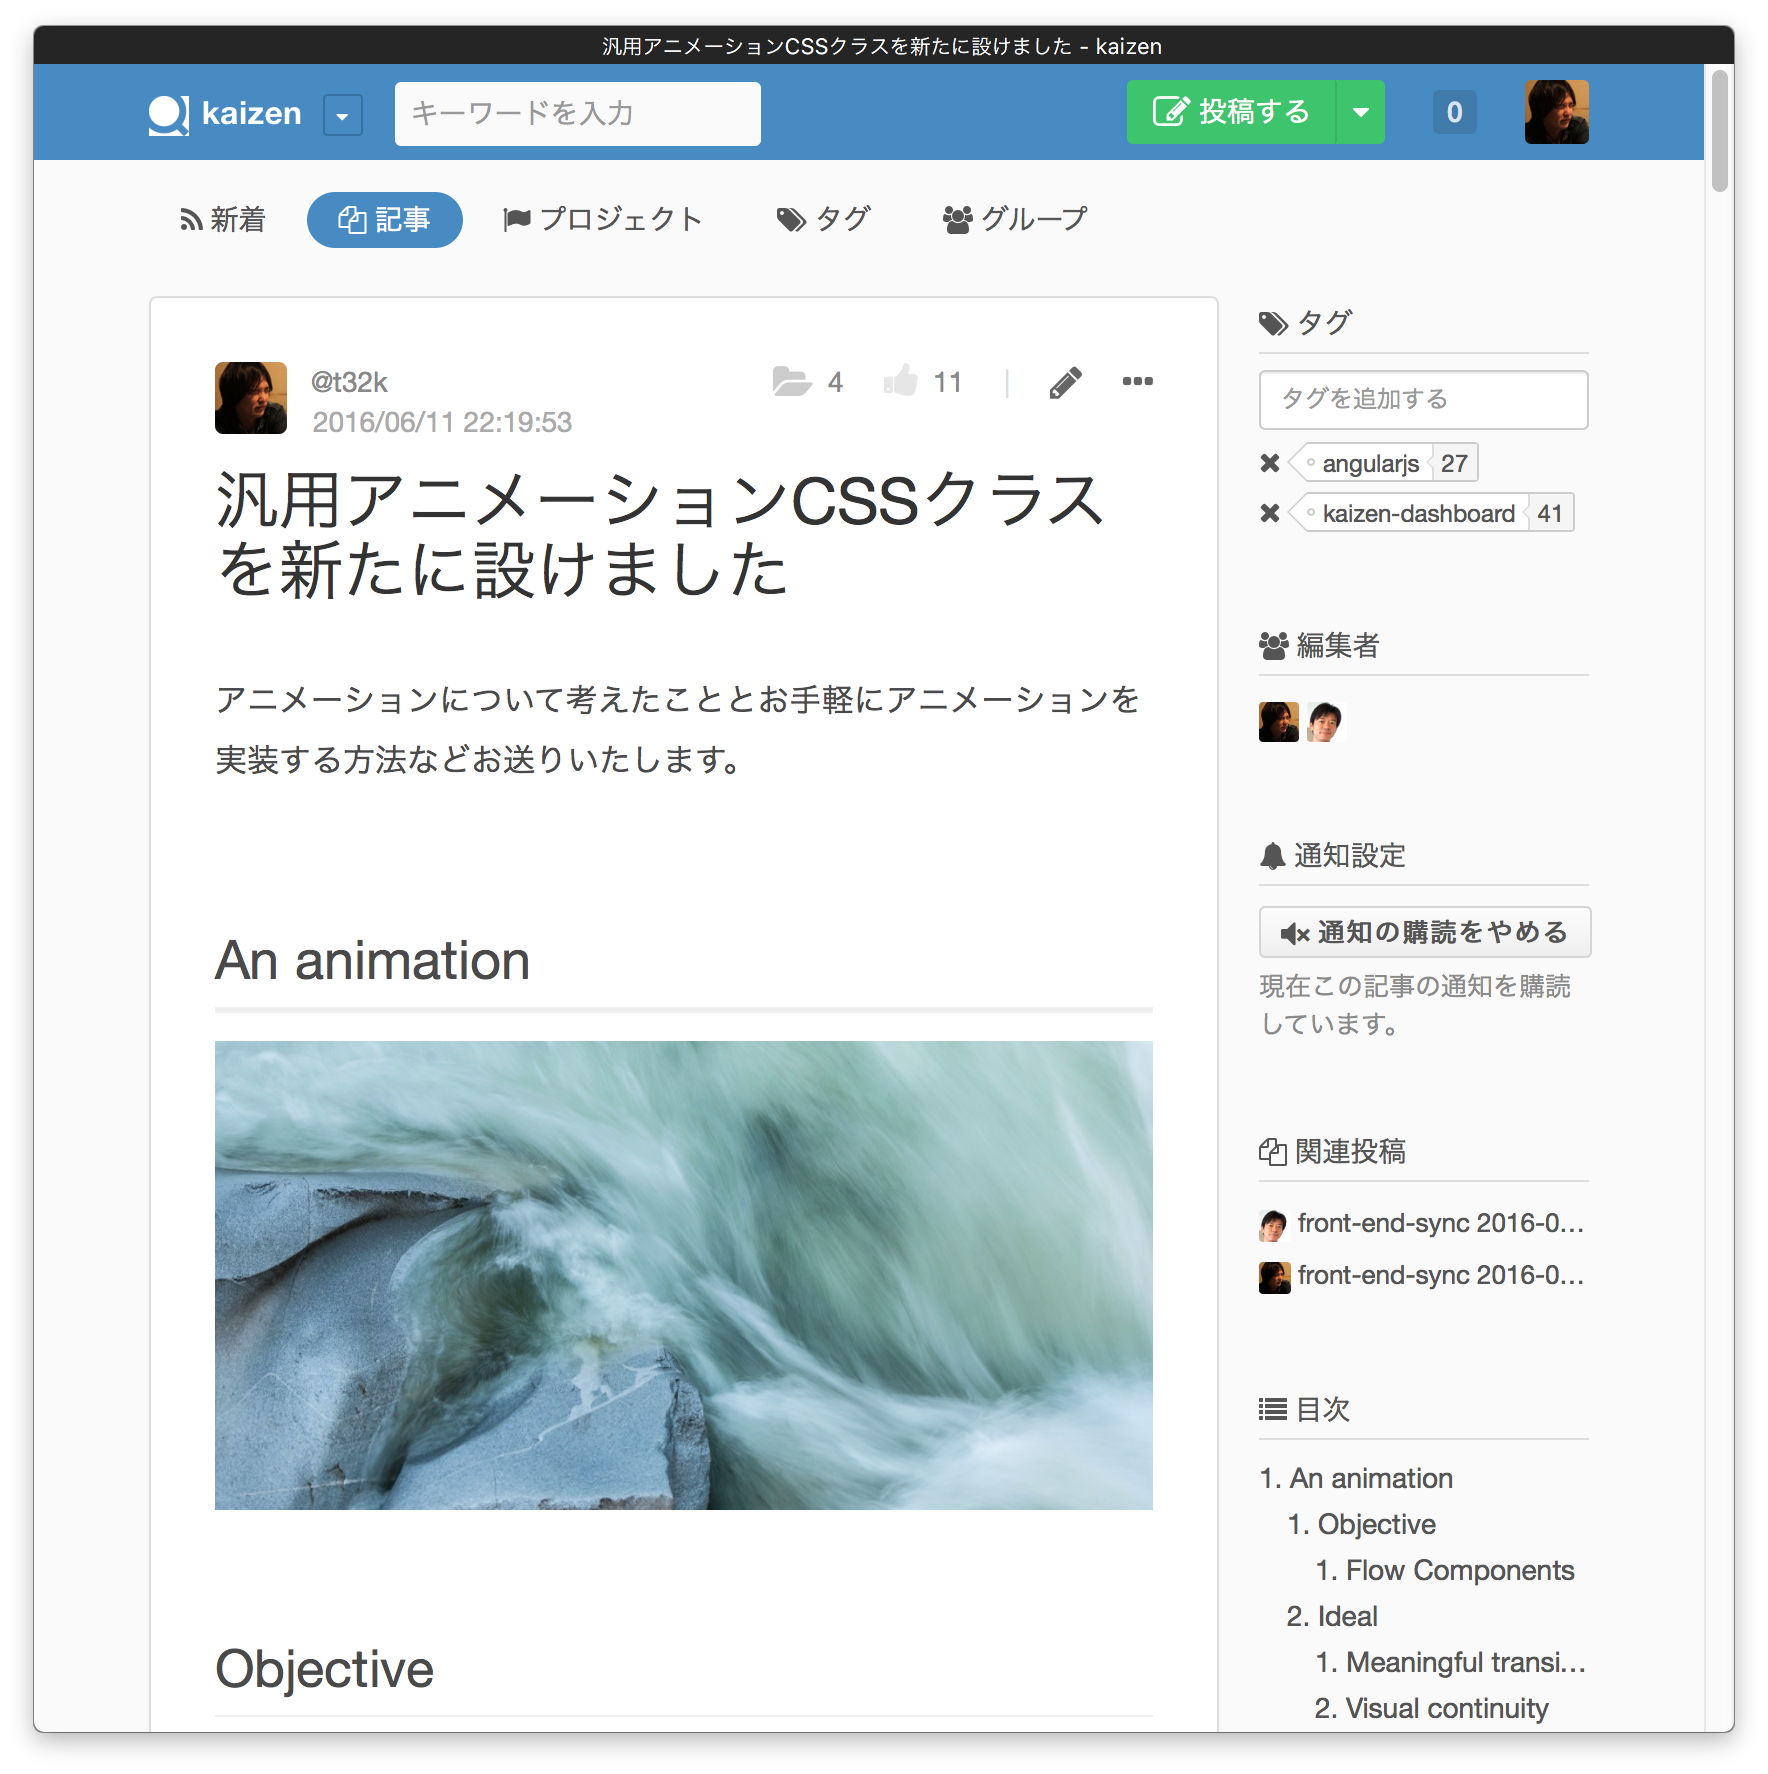 汎用アニメーションCSSクラスを新たに設けました - kaizen
kaizen
キーワードを入力
投稿する
0
新着
記事
プロジェクト
タグ
グループ
@t32k
2016/06/11 22:19:53
4
11
汎用アニメーションCSSクラス
を新たに設けました
アニメーションについて考えたこととお手軽にアニメーションを
実装する方法などお送りいたします。
An animation
Objective
タグ
タグを追加する
angularjs 27
kaizen-dashboard 41
編集者
通知設定
通知の購読をやめる
現在この記事の通知を購読
しています。
関連投稿
front-end-sync 2016-0...
front-end-sync 2016-0...
目次
1. An animation
1. Objective
1. Flow Components
2. Ideal
1. Meaningful transi...
2. Visual continuity